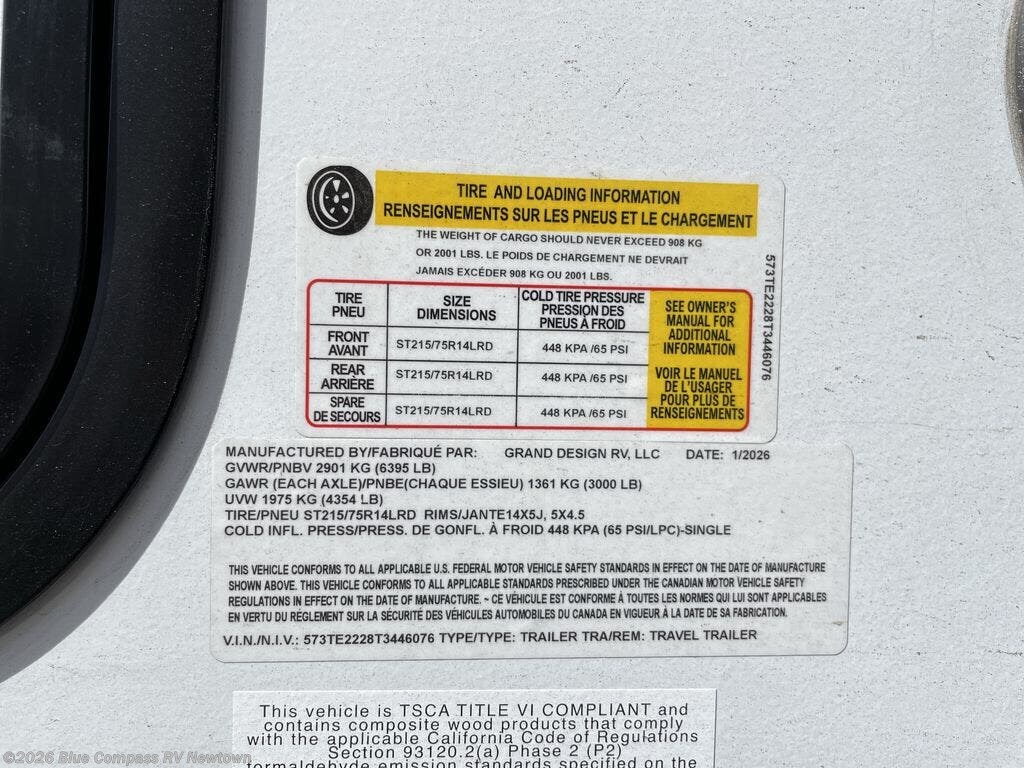 TIRE AND LOADING INFORMATION
RENSEIGNEMENTS SUR LES PNEUS ET LE CHARGEMENT
THE WEIGHT OF CARGO SHOULD NEVER EXCEED 908 KG
OR 2001 LBS. LE POIDS DE CHARGEMENT NE DEVRAIT
JAMAIS EXCÉDER 908 KG OU 2001 LBS.
TIRE
PNEU
SIZE
DIMENSIONS
COLD TIRE PRESSURE
PRESSION DES
PNEUS À FROID
FRONT
AVANT
ST215/75R14LRD
448 KPA /65 PSI
REAR
ARRIÈRE
ST215/75R14LRD
448 KPA /65 PSI
SPARE
DE SECOURS
ST215/75R14LRD
448 KPA /65 PSI
SEE OWNER'S
MANUAL FOR
ADDITIONAL
INFORMATION
VOIR LE MANUEL
DE L'USAGER
POUR PLUS DE
RENSEIGNEMENTS
573TE2228T3446076
MANUFACTURED BY/FABRIQUÉ PAR: GRAND DESIGN RV, LLC DATE: 1/2026
GVWR/PNBV 2901 KG (6395 LB)
GAWR (EACH AXLE)/PNBE(CHAQUE ESSIEU) 1361 KG (3000 LB)
UVW 1975 KG (4354 LB)
TIRE/PNEU ST215/75R14LRD RIMS/JANTE14X5J, 5X4.5
COLD INFL. PRESS/PRESS. DE GONFL. À FROID 448 KPA (65 PSI/LPC)-SINGLE
THIS VEHICLE CONFORMS TO ALL APPLICABLE U.S. FEDERAL MOTOR VEHICLE SAFETY STANDARDS IN EFFECT ON THE DATE OF MANUFACTURE
SHOWN ABOVE. THIS VEHICLE CONFORMS TO ALL APPLICABLE STANDARDS PRESCRIBED UNDER THE CANADIAN MOTOR VEHICLE SAFETY
REGULATIONS IN EFFECT ON THE DATE OF MANUFACTURE. ~ CE VÉHICULE EST CONFORME À TOUTES LES NORMES QUI LUI SONT APPLICABLES
EN VERTU DU RÉGLEMENT SUR LA SÉCURITÉ DES VÉHICULES AUTOMOBILES DU CANADA EN VIGUEUR À LA DATE DE SA FABRICATION.
V.I.N./N.I.V.: 573TE2228T3446076 TYPE/TYPE: TRAILER TRA/REM: TRAVEL TRAILER
This vehicle is TSCA TITLE VI COMPLIANT and
contains composite wood products that comply
with the applicable California Code of Regulations
Section 93120.2(a) Phase 2 (P2)
formaldehyde emission standards specified on the
©2026 Blue Compass RV Newtown